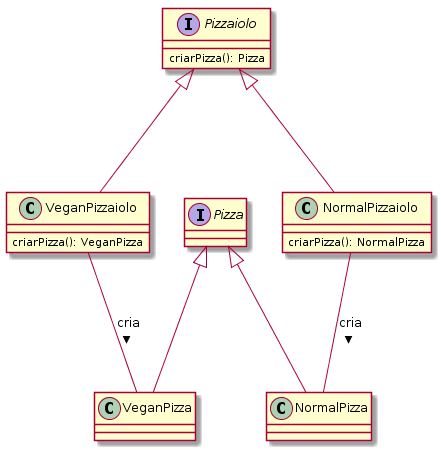 I Pizzaiolo
criarPizza(): Pizza
C VeganPizzaiolo
criarPizza(): VeganPizza
I Pizza
C NormalPizzaiolo
criarPizza(): NormalPizza
cria
cria
C VeganPizza
C NormalPizza